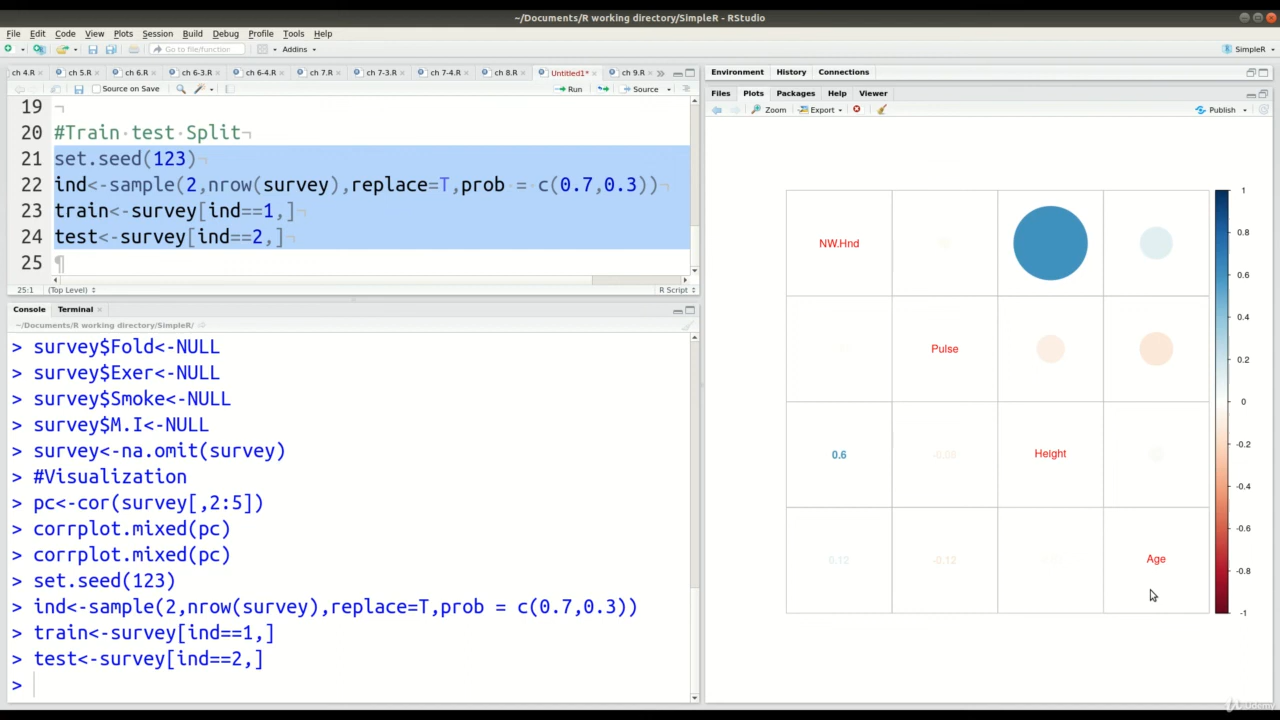 ~/Documents/R working directory/SimpleR - RStudio
File Edit Code View Plots Session Build Debug Profile Tools Help
Go to file/function Addins SimpleR
ch 4.R ch 5.R ch 6.R ch 6-3.R ch 6-4.R ch 7.R ch 7-3.R ch 7-4.R ch 8.R Untitled1* ch 9.R
Source on Save Run Source
19
20 #Train test Split
21 set.seed(123)
22 ind<-sample(2,nrow(survey),replace=T,prob = c(0.7,0.3))
23 train<-survey[ind==1,]
24 test<-survey[ind==2,]
25
25:1 (Top Level) R Script
Console Terminal
~/Documents/R working directory/SimpleR/
> survey$Fold<-NULL
> survey$Exer<-NULL
> survey$Smoke<-NULL
> survey$M.I<-NULL
> survey<-na.omit(survey)
> #Visualization
> pc<-cor(survey[,2:5])
> corrplot.mixed(pc)
> corrplot.mixed(pc)
> set.seed(123)
> ind<-sample(2,nrow(survey),replace=T,prob = c(0.7,0.3))
> train<-survey[ind==1,]
> test<-survey[ind==2,]
>
Environment History Connections
Files Plots Packages Help Viewer
Zoom Export Publish
NW.Hnd
Pulse
0.6 Height
0.12 -0.12 Age
1
0.8
0.6
0.4
0.2
0
-0.2
-0.4
-0.6
-0.8
-1
Udemy